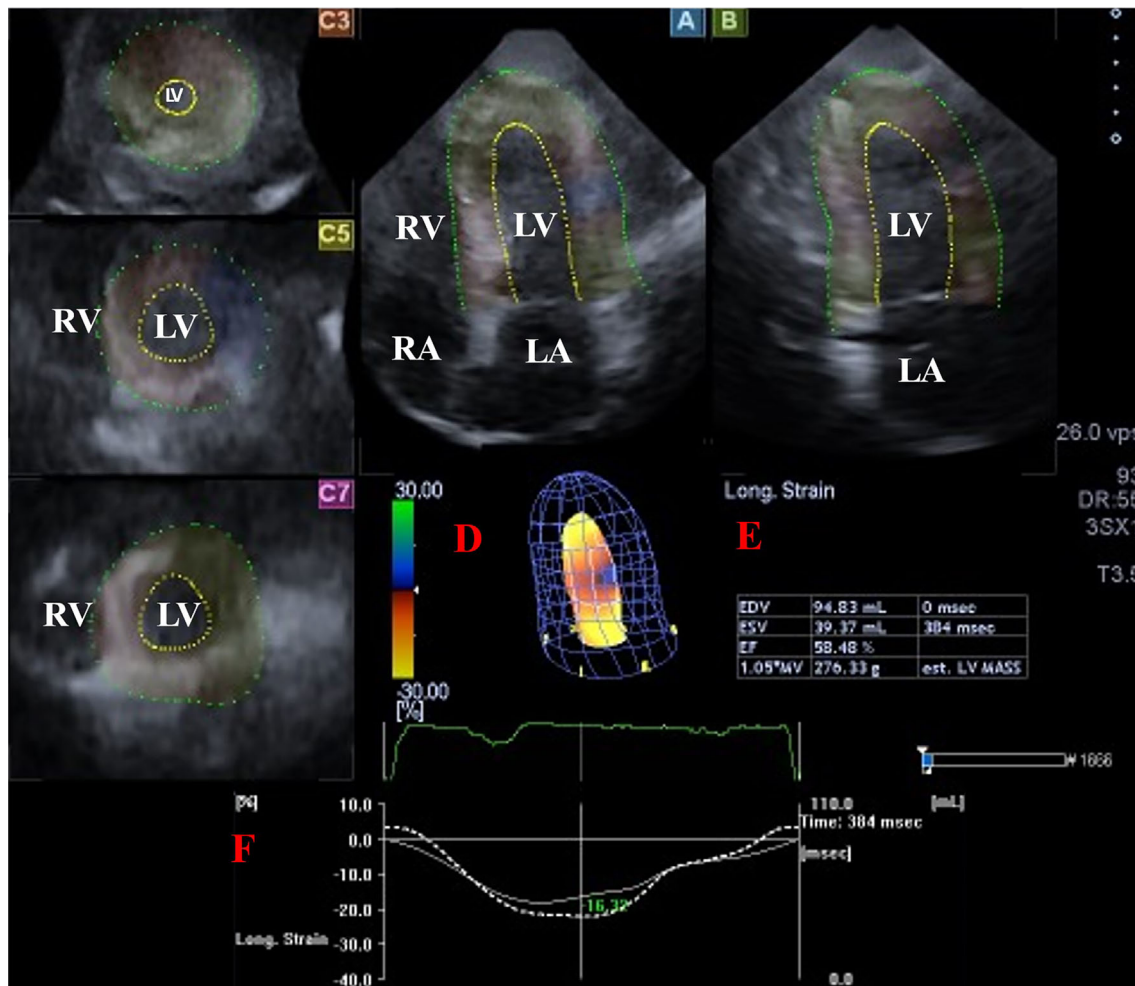 C3
LV
C5
RV
LV
C7
RV
LV
A
RV
LV
RA
LA
B
LV
LA
26.0 vps
93
DR:55
3SX1
T3.5
30.00
D
-30.00
[%]
Long. Strain
E
EDV 94.83 mL 0 msec
ESV 39.37 mL 384 msec
EF 58.48 %
1.05*MV 276.33 g est. LV MASS
1666
F
[%]
10.0
0.0
-10.0
-20.0
-30.0
-40.0
Long. Strain
-16.32
110.0 [mL]
Time: 384 msec
[msec]
0.0